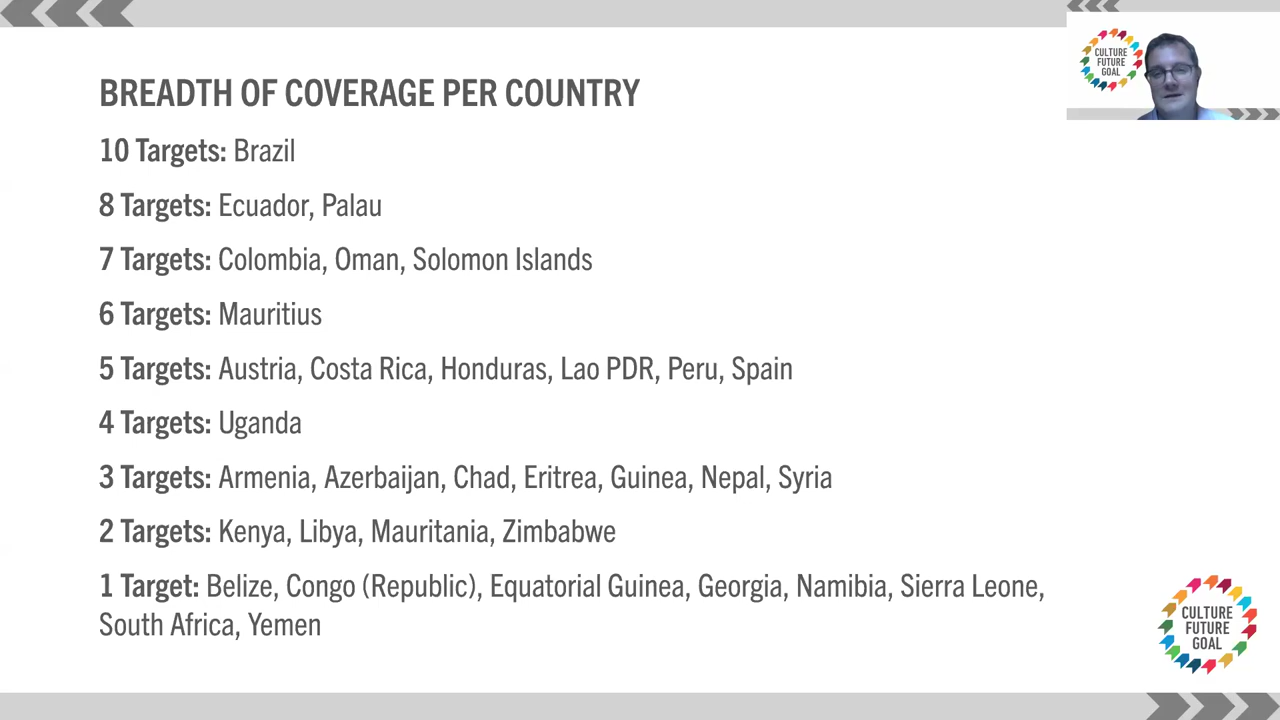 BREADTH OF COVERAGE PER COUNTRY
10 Targets: Brazil
8 Targets: Ecuador, Palau
7 Targets: Colombia, Oman, Solomon Islands
6 Targets: Mauritius
5 Targets: Austria, Costa Rica, Honduras, Lao PDR, Peru, Spain
4 Targets: Uganda
3 Targets: Armenia, Azerbaijan, Chad, Eritrea, Guinea, Nepal, Syria
2 Targets: Kenya, Libya, Mauritania, Zimbabwe
1 Target: Belize, Congo (Republic), Equatorial Guinea, Georgia, Namibia, Sierra Leone,
South Africa, Yemen
CULTURE
FUTURE
GOAL
CULTURE
FUTURE
GOAL